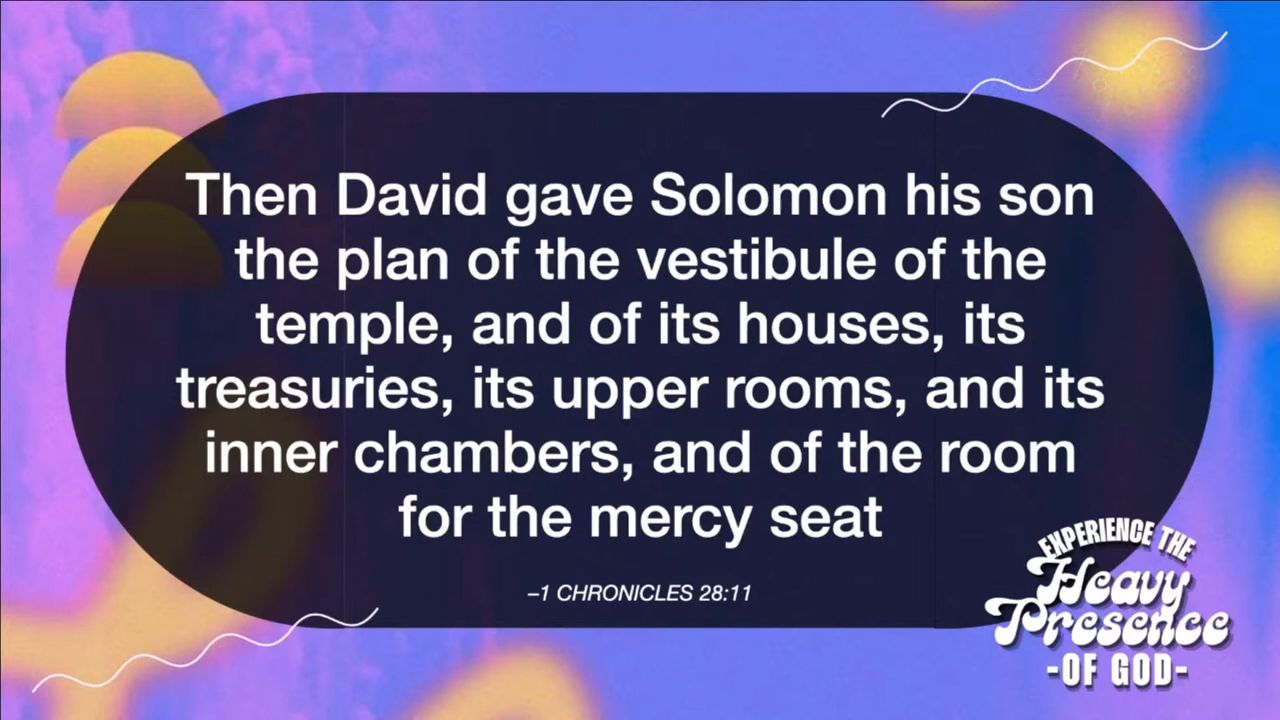 Then David gave Solomon his son
the plan of the vestibule of the
temple, and of its houses, its
treasuries, its upper rooms, and its
inner chambers, and of the room
for the mercy seat
–1 CHRONICLES 28:11
EXPERIENCE THE
Heavy
Presence
-OF GOD-